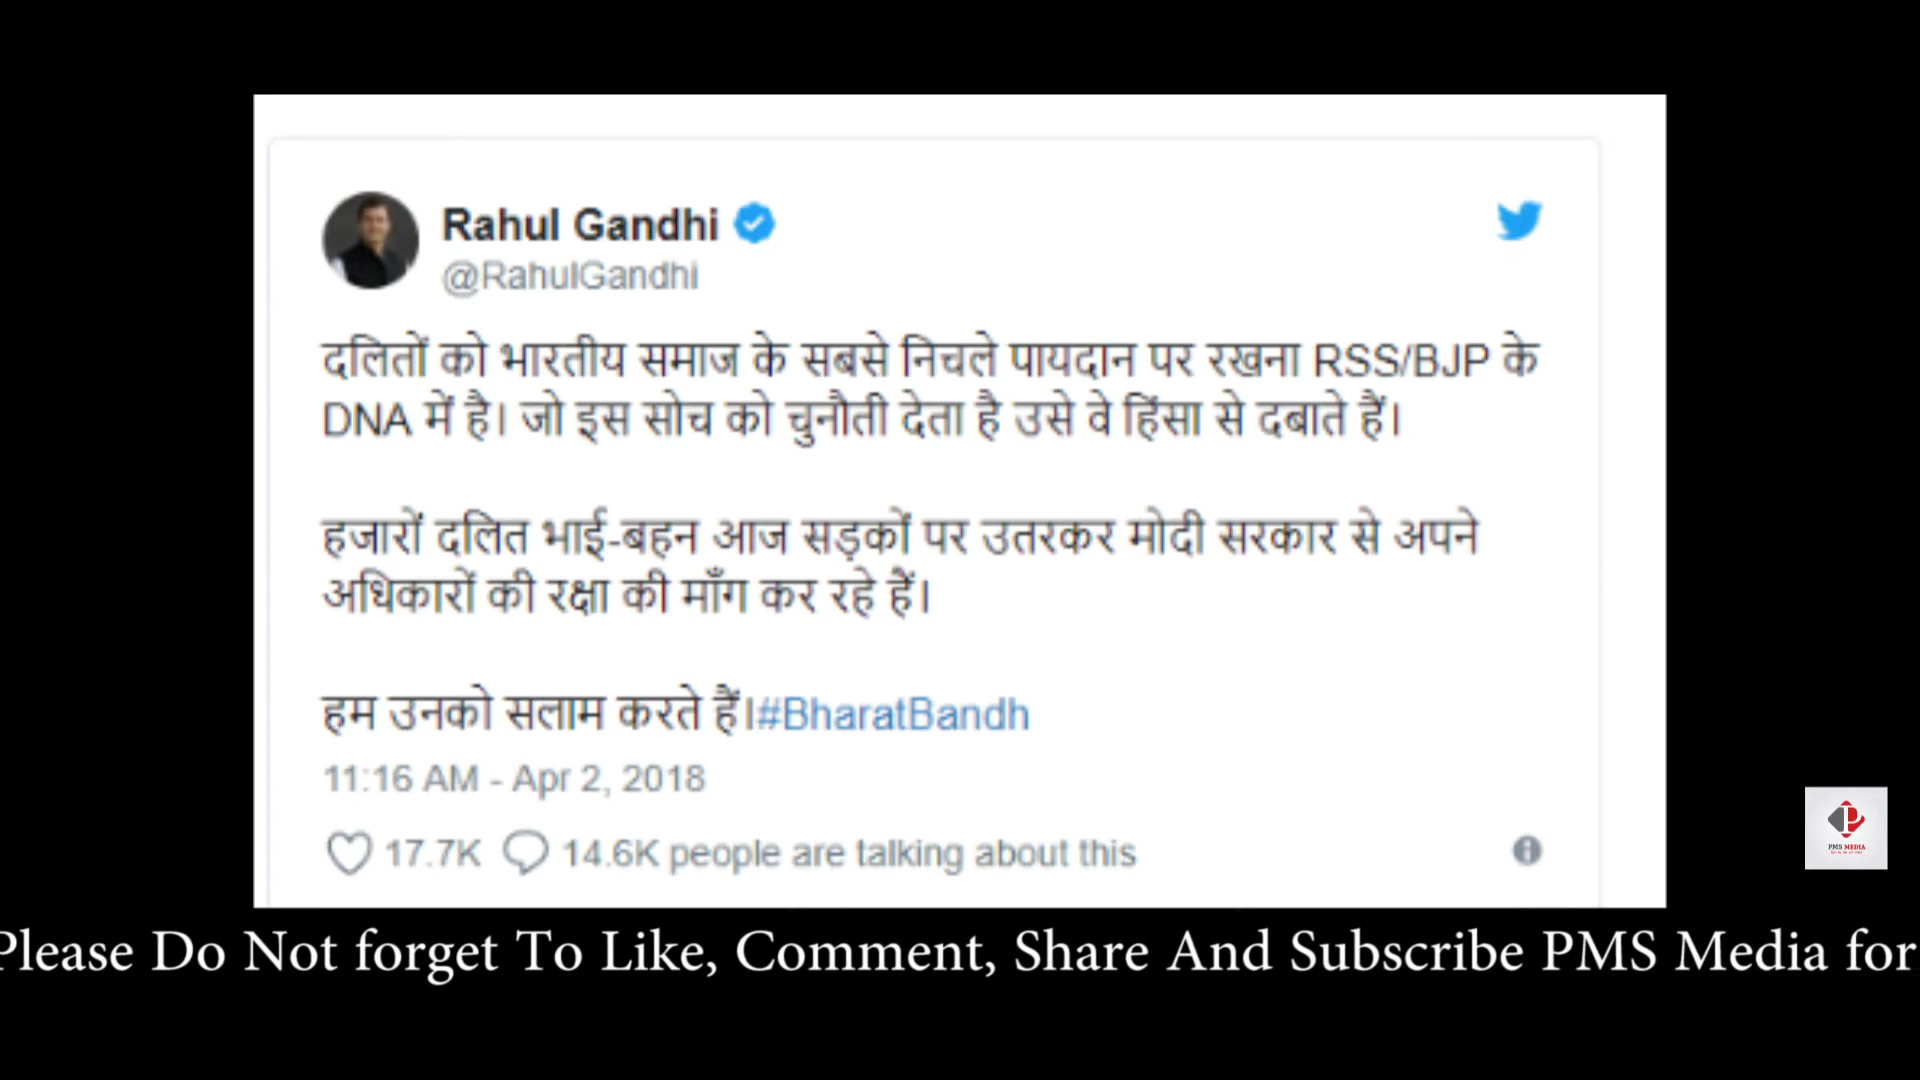 Rahul Gandhi
@RahulGandhi
दलितों को भारतीय समाज के सबसे निचले पायदान पर रखना RSS/BJP के
DNA में है। जो इस सोच को चुनौती देता है उसे वे हिंसा से दबाते हैं।
हजारों दलित भाई-बहन आज सड़कों पर उतरकर मोदी सरकार से अपने
अधिकारों की रक्षा की माँग कर रहे हैं।
हम उनको सलाम करते हैं।#BharatBandh
11:16 AM - Apr 2, 2018
17.7K 14.6K people are talking about this
PMS MEDIA
Please Do Not forget To Like, Comment, Share And Subscribe PMS Media for